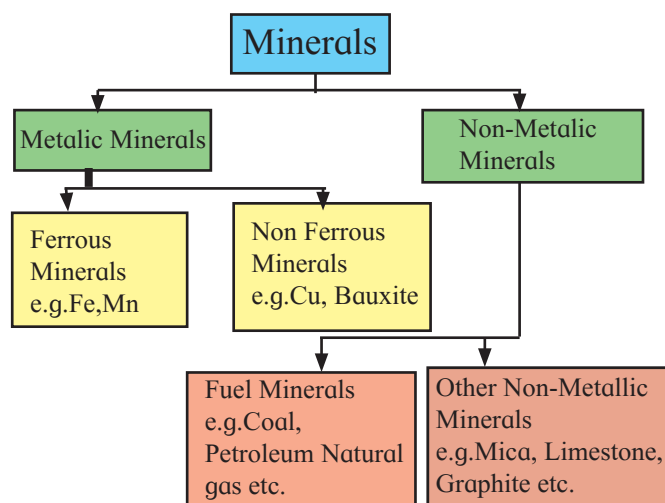 Minerals
Metalic Minerals
Non-Metalic
Minerals
Ferrous
Minerals
e.g.Fe,Mn
Non Ferrous
Minerals
e.g.Cu, Bauxite
Fuel Minerals
e.g.Coal,
Petroleum Natural
gas etc.
Other Non-Metallic
Minerals
e.g.Mica, Limestone,
Graphite etc.